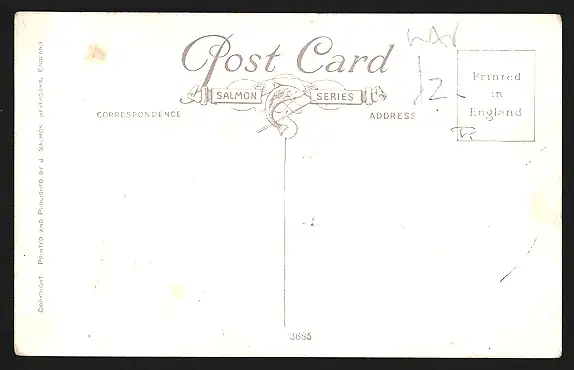 Post Card
SALMON SERIES
CORRESPONDENCE
ADDRESS
Printed
in
England
12
COPYRIGHT PRINTED AND PUBLISHED BY J. SALMON SEVENOAKS, ENGLAND
3685